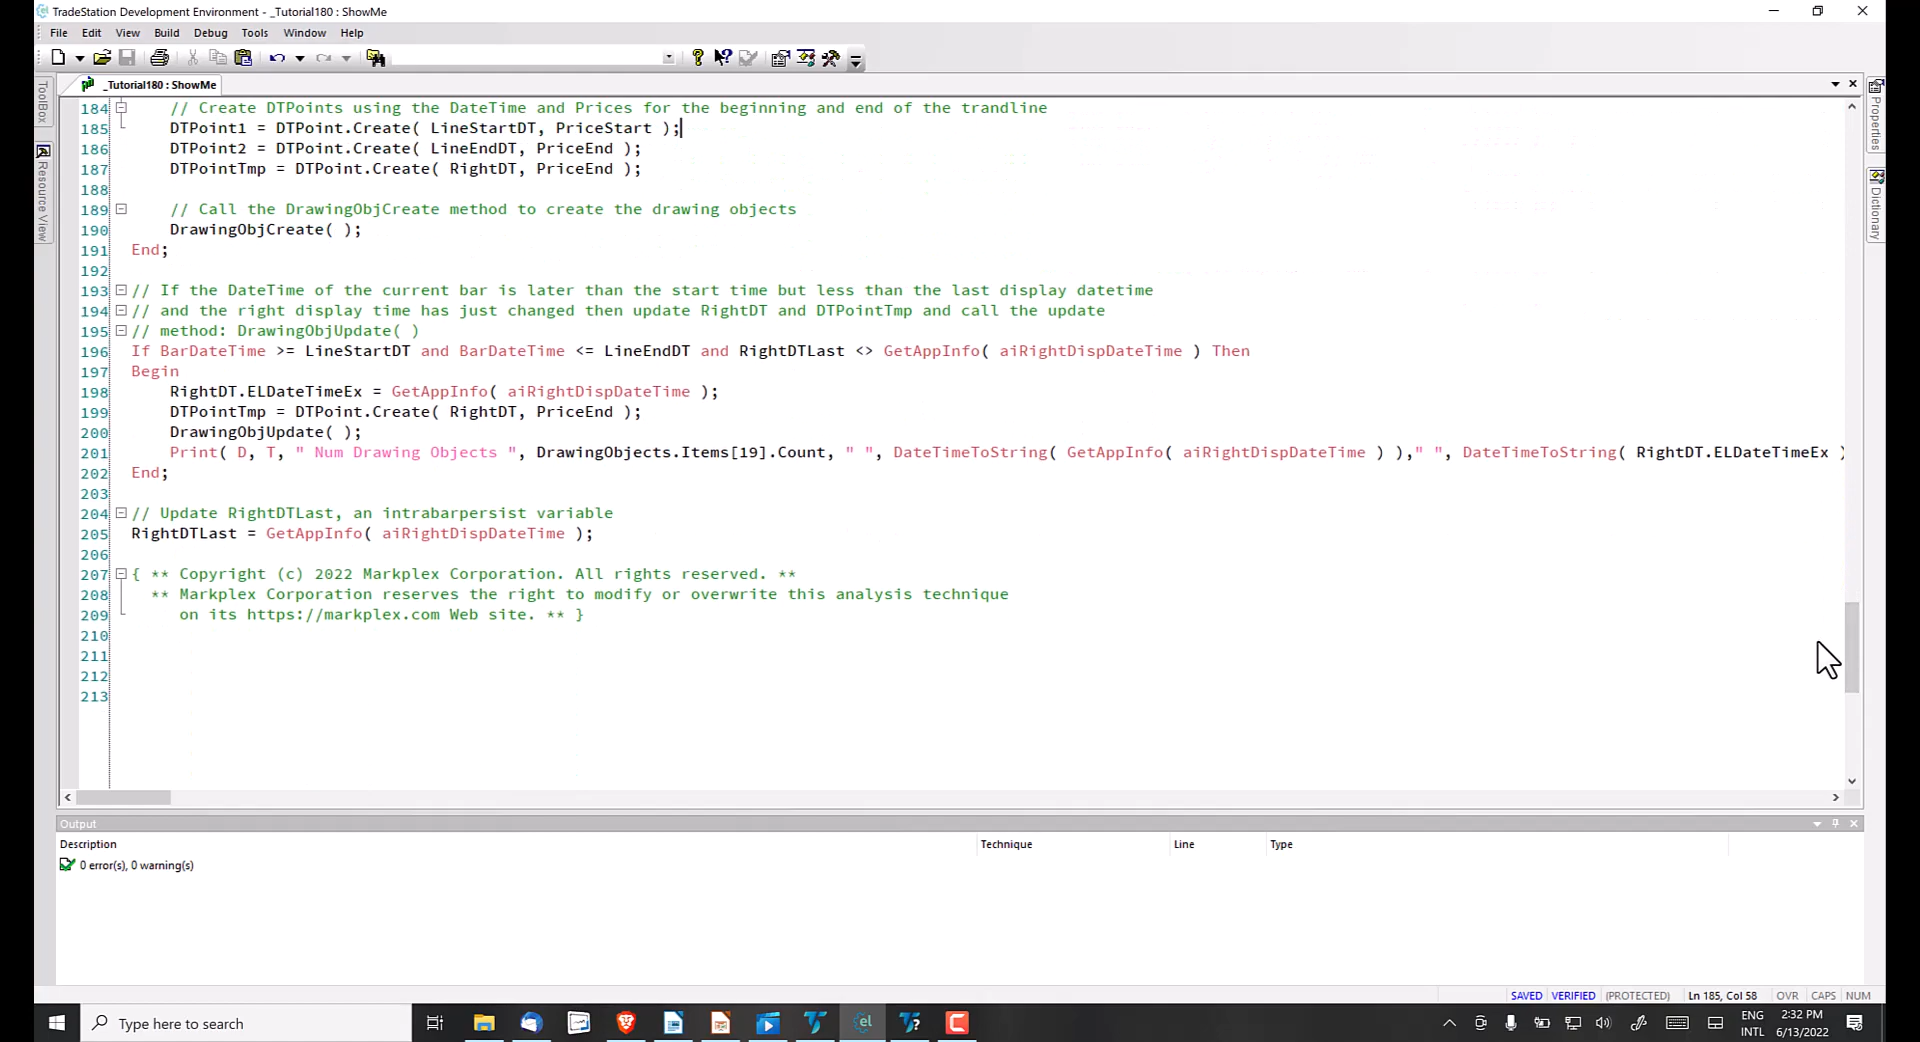 TradeStation Development Environment - _Tutorial180 : ShowMe
File Edit View Build Debug Tools Window Help
_Tutorial180 : ShowMe
ToolBox
Resource View
Properties
Dictionary
184 // Create DTPoints using the DateTime and Prices for the beginning and end of the trandline
185 DTPoint1 = DTPoint.Create( LineStartDT, PriceStart );
186 DTPoint2 = DTPoint.Create( LineEndDT, PriceEnd );
187 DTPointTmp = DTPoint.Create( RightDT, PriceEnd );
188
189 // Call the DrawingObjCreate method to create the drawing objects
190 DrawingObjCreate( );
191 End;
192
193 // If the DateTime of the current bar is later than the start time but less than the last display datetime
194 // and the right display time has just changed then update RightDT and DTPointTmp and call the update
195 // method: DrawingObjUpdate( )
196 If BarDateTime >= LineStartDT and BarDateTime <= LineEndDT and RightDTLast <> GetAppInfo( aiRightDispDateTime ) Then
197 Begin
198 RightDT.ELDateTimeEx = GetAppInfo( aiRightDispDateTime );
199 DTPointTmp = DTPoint.Create( RightDT, PriceEnd );
200 DrawingObjUpdate( );
201 Print( D, T, " Num Drawing Objects ", DrawingObjects.Items[19].Count, " ", DateTimeToString( GetAppInfo( aiRightDispDateTime ) )," ", DateTimeToString( RightDT.ELDateTimeEx )
202 End;
203
204 // Update RightDTLast, an intrabarpersist variable
205 RightDTLast = GetAppInfo( aiRightDispDateTime );
206
207 { ** Copyright (c) 2022 Markplex Corporation. All rights reserved. **
208 ** Markplex Corporation reserves the right to modify or overwrite this analysis technique
209 on its https://markplex.com Web site. ** }
210
211
212
213
Output
Description Technique Line Type
0 error(s), 0 warning(s)
SAVED VERIFIED (PROTECTED) Ln 185, Col 58 OVR CAPS NUM
Type here to search
ENG 2:32 PM
INTL 6/13/2022